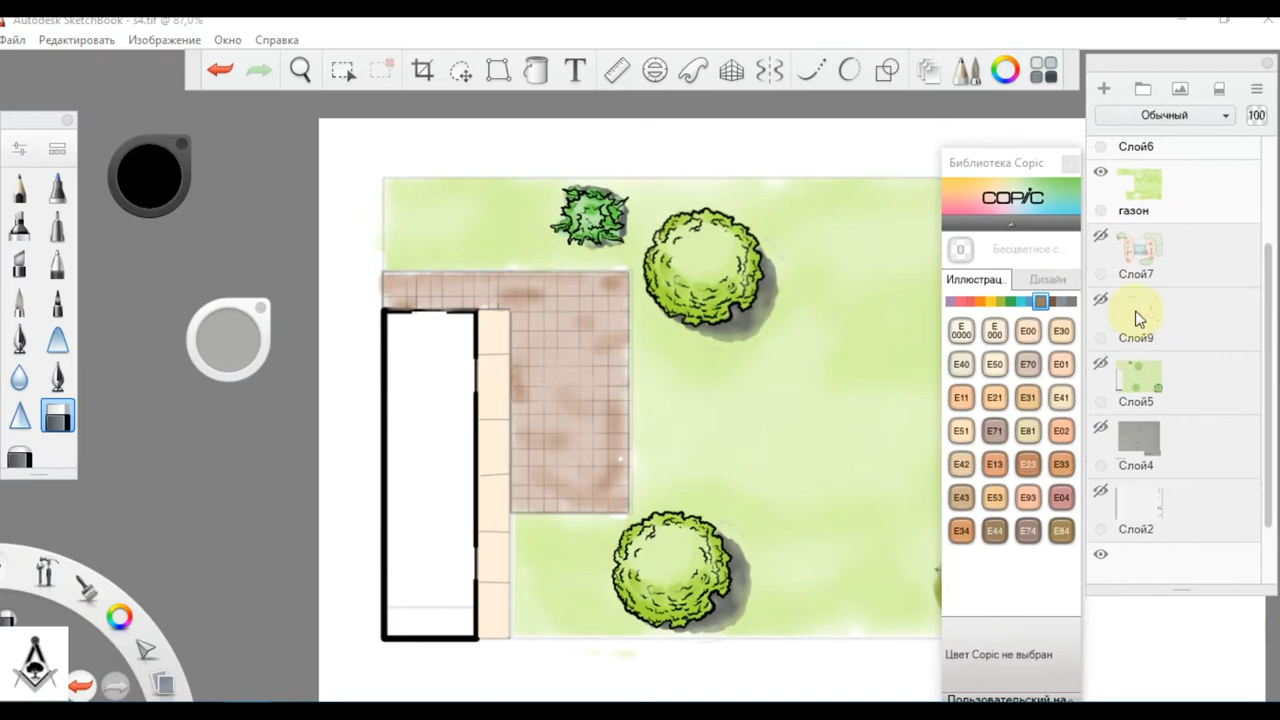 Autodesk SketchBook - s4.tif @ 87,0%
Файл Редактировать Изображение Окно Справка
T
Обычный 100
Слой6
газон
Слой7
Слой9
Слой5
Слой4
Слой2
Библиотека Copic
COPIC
0 Бесцветное с...
Иллюстрац.. Дизайн
E0000 E000 E00 E30
E40 E50 E70 E01
E11 E21 E31 E41
E51 E71 E81 E02
E42 E13 E23 E33
E43 E53 E93 E04
E34 E44 E74 E84
Цвет Copic не выбран
Пользовательский на